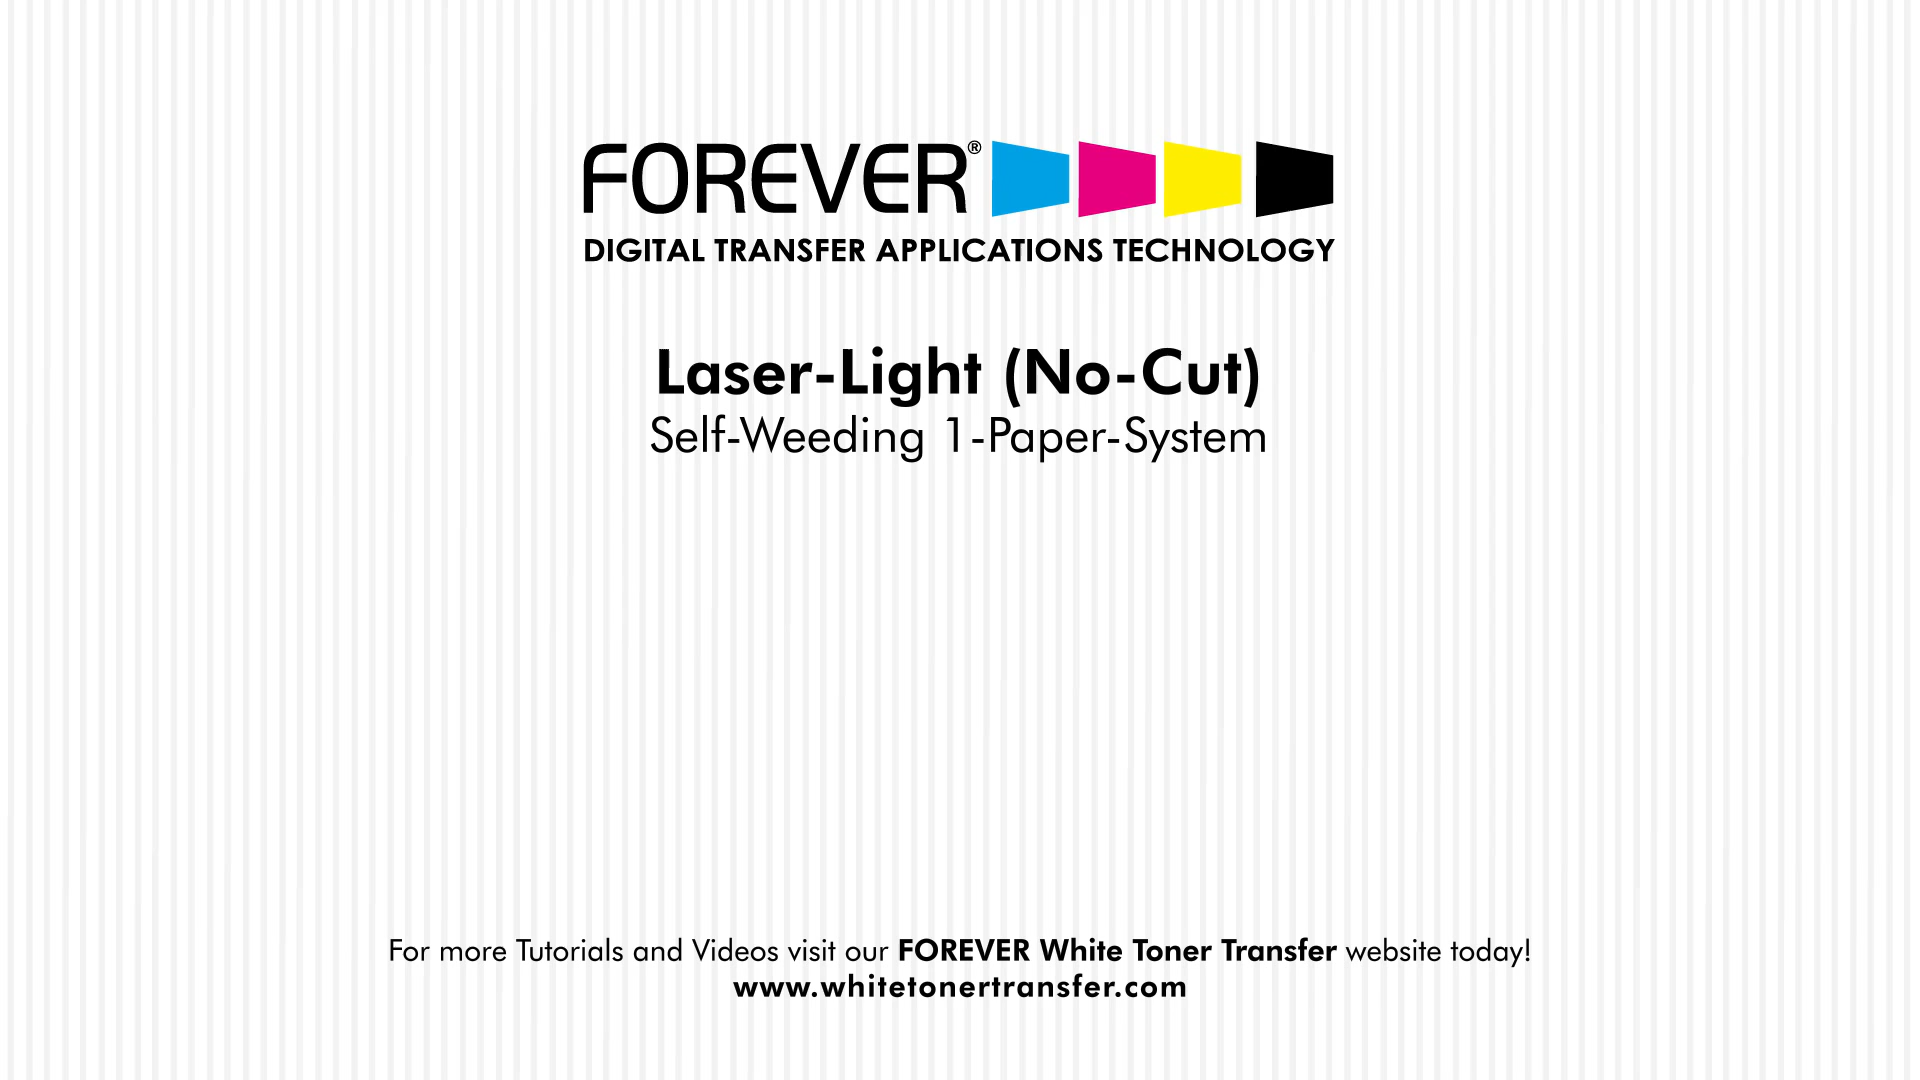 FOREVER®
DIGITAL TRANSFER APPLICATIONS TECHNOLOGY
Laser-Light (No-Cut)
Self-Weeding 1-Paper-System
For more Tutorials and Videos visit our FOREVER White Toner Transfer website today!
www.whitetonertransfer.com